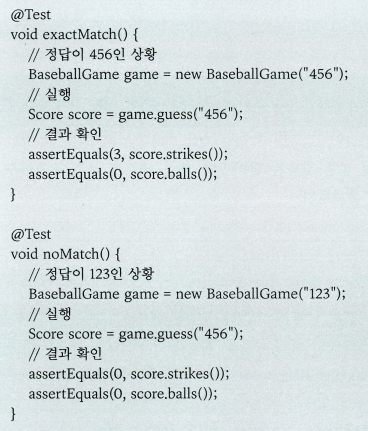 @Test
void exactMatch() {
// 정답이 456인 상황
BaseballGame game = new BaseballGame("456");
// 실행
Score score = game.guess("456");
// 결과 확인
assertEquals(3, score.strikes());
assertEquals(0, score.balls());
}
@Test
void noMatch() {
// 정답이 123인 상황
BaseballGame game = new BaseballGame("123");
// 실행
Score score = game.guess("456");
// 결과 확인
assertEquals(0, score.strikes());
assertEquals(0, score.balls());
}